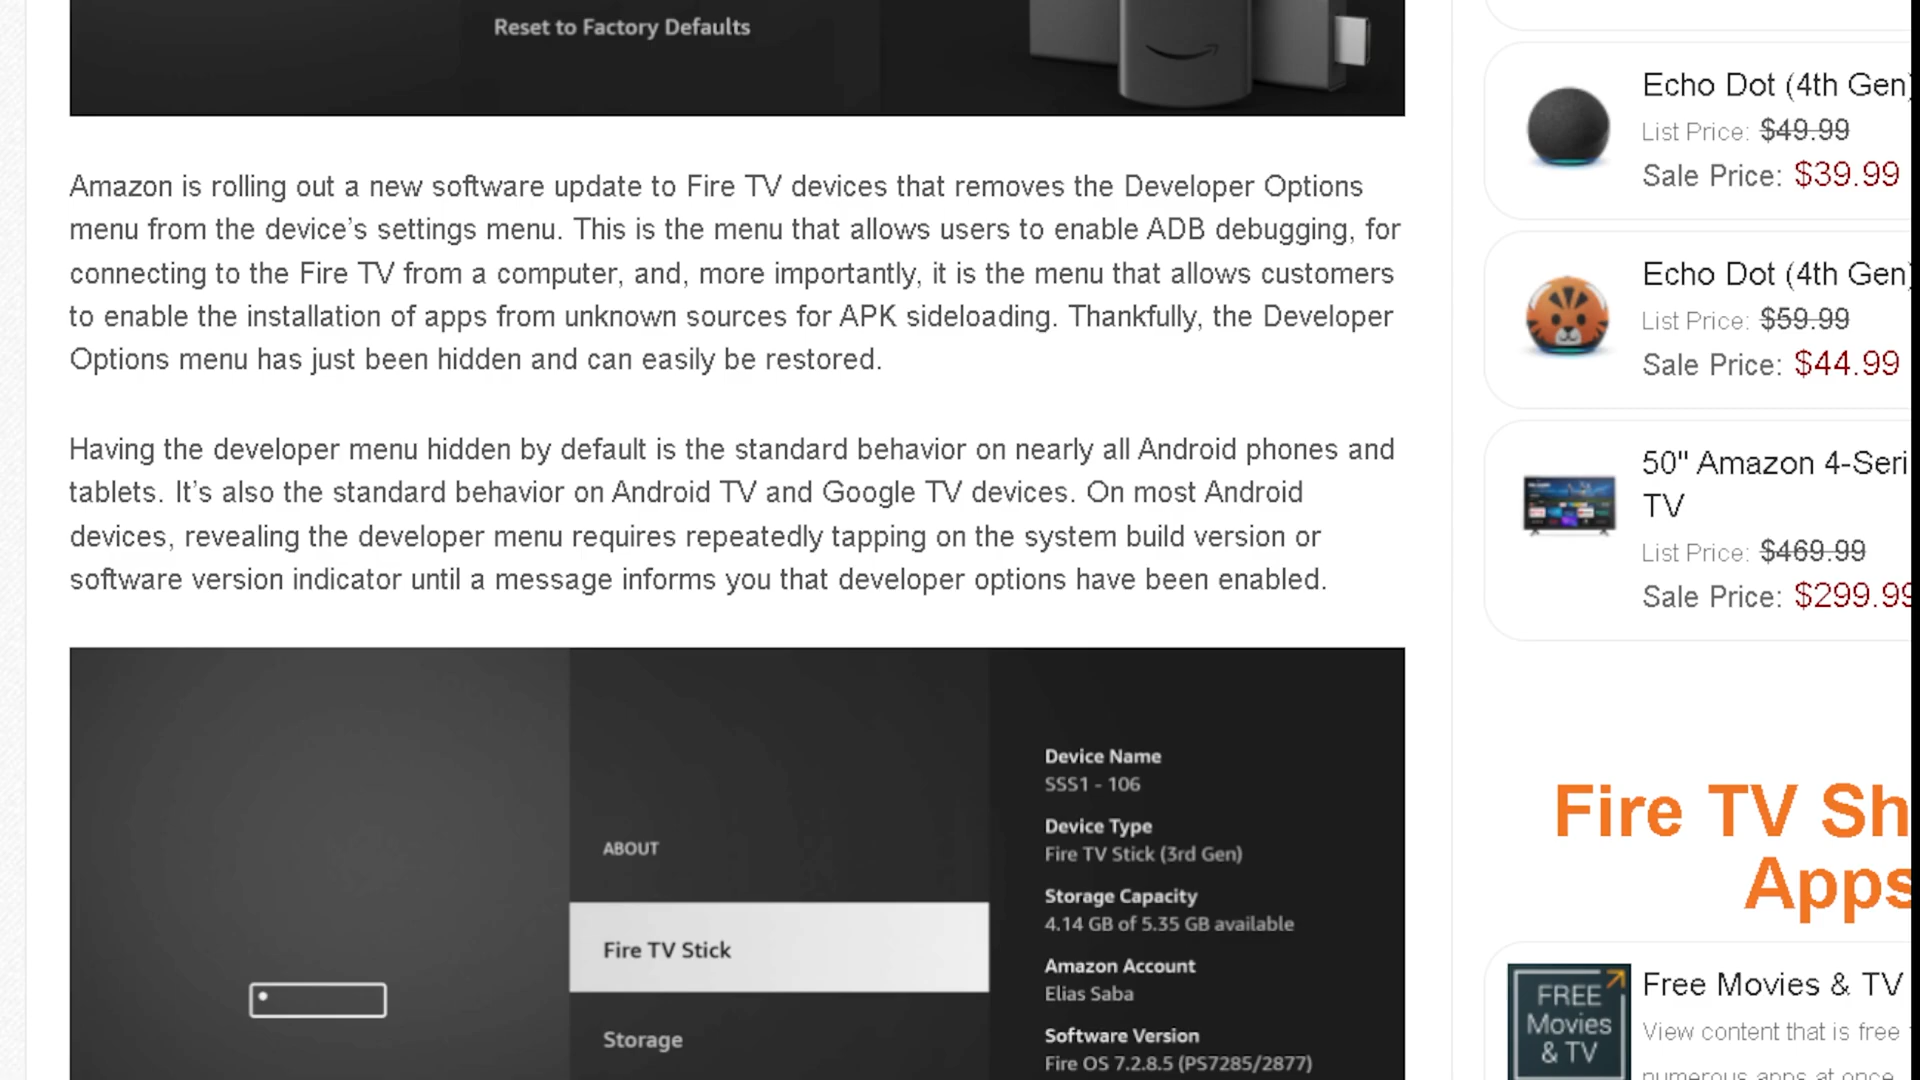 Reset to Factory Defaults
Amazon is rolling out a new software update to Fire TV devices that removes the Developer Options
menu from the device’s settings menu. This is the menu that allows users to enable ADB debugging, for
connecting to the Fire TV from a computer, and, more importantly, it is the menu that allows customers
to enable the installation of apps from unknown sources for APK sideloading. Thankfully, the Developer
Options menu has just been hidden and can easily be restored.
Having the developer menu hidden by default is the standard behavior on nearly all Android phones and
tablets. It’s also the standard behavior on Android TV and Google TV devices. On most Android
devices, revealing the developer menu requires repeatedly tapping on the system build version or
software version indicator until a message informs you that developer options have been enabled.
ABOUT
Fire TV Stick
Storage
Device Name
SSS1 - 106
Device Type
Fire TV Stick (3rd Gen)
Storage Capacity
4.14 GB of 5.35 GB available
Amazon Account
Elias Saba
Software Version
Fire OS 7.2.8.5 (PS7285/2877)
Echo Dot (4th Gen)
List Price: $49.99
Sale Price: $39.99
Echo Dot (4th Gen)
List Price: $59.99
Sale Price: $44.99
50" Amazon 4-Seri
TV
List Price: $469.99
Sale Price: $299.99
Fire TV Sh
Apps
FREE
Movies
& TV
Free Movies & TV
View content that is free
numerous apps at once